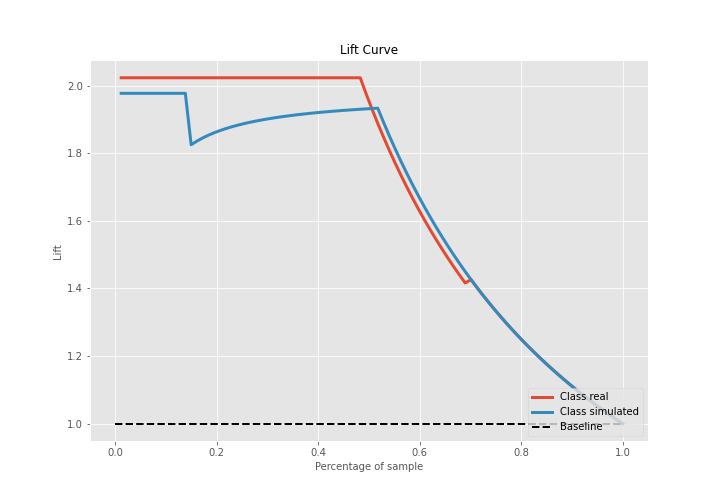 Lift Curve
Lift
2.0
1.8
1.6
1.4
1.2
1.0
0.0 0.2 0.4 0.6 0.8 1.0
Percentage of sample
Class real
Class simulated
Baseline